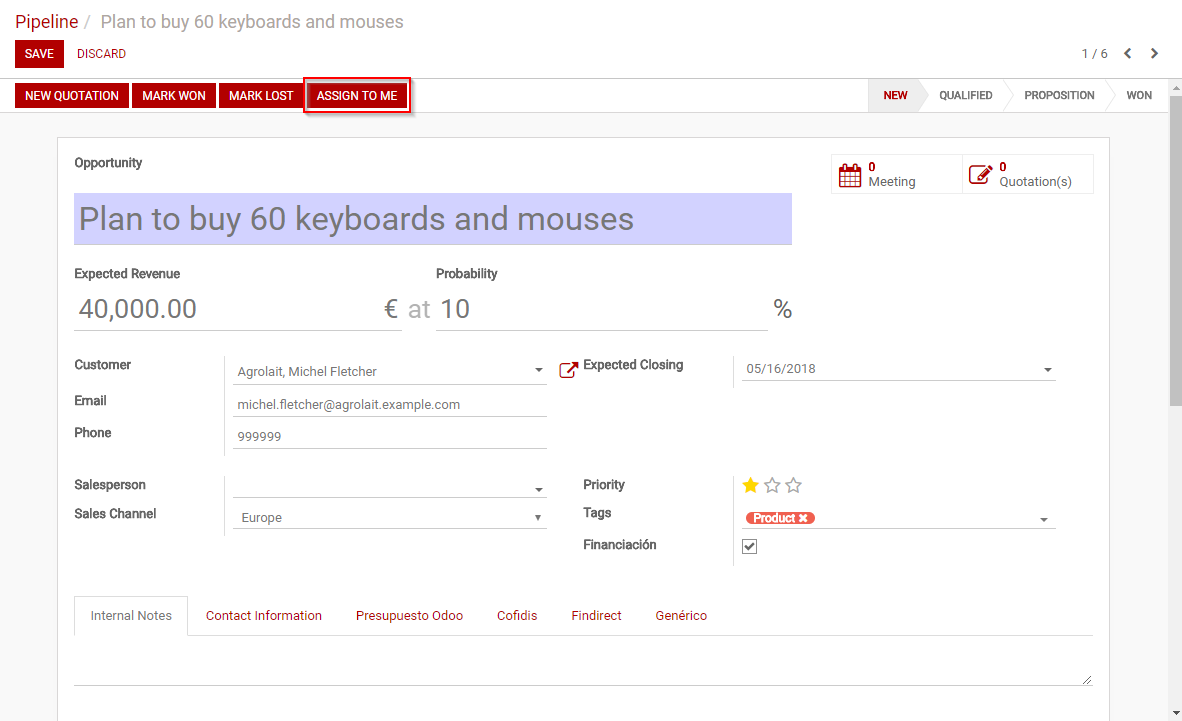 Pipeline / Plan to buy 60 keyboards and mouses
SAVE DISCARD 1 / 6
NEW QUOTATION MARK WON MARK LOST ASSIGN TO ME NEW QUALIFIED PROPOSITION WON
Opportunity
0 Meeting
0 Quotation(s)
Plan to buy 60 keyboards and mouses
Expected Revenue Probability
40,000.00 € at 10 %
Customer Agrolait, Michel Fletcher Expected Closing 05/16/2018
Email michel.fletcher@agrolait.example.com
Phone 999999
Salesperson Priority
Sales Channel Europe Tags Product ✖
Financiación
Internal Notes Contact Information Presupuesto Odoo Cofidis Findirect Genérico